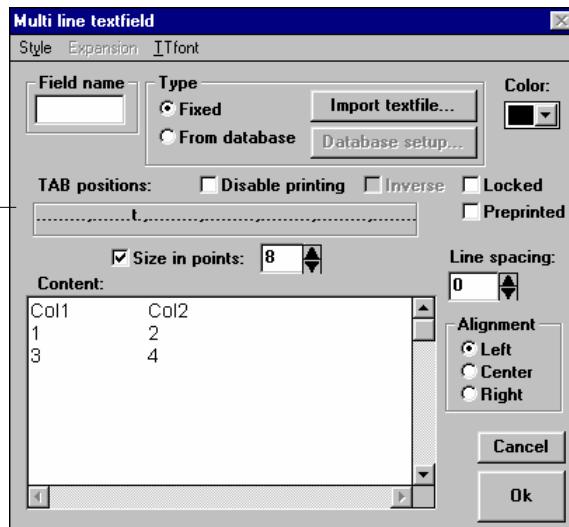 Multi line textfield
Style Expansion TTfont
Field name
Type
Fixed
From database
Import textfile...
Database setup...
Color:
TAB positions:
Disable printing
Inverse
Locked
Preprinted
t
Size in points: 8
Line spacing:
0
Content:
Col1 Col2
1 2
3 4
Alignment
Left
Center
Right
Cancel
Ok